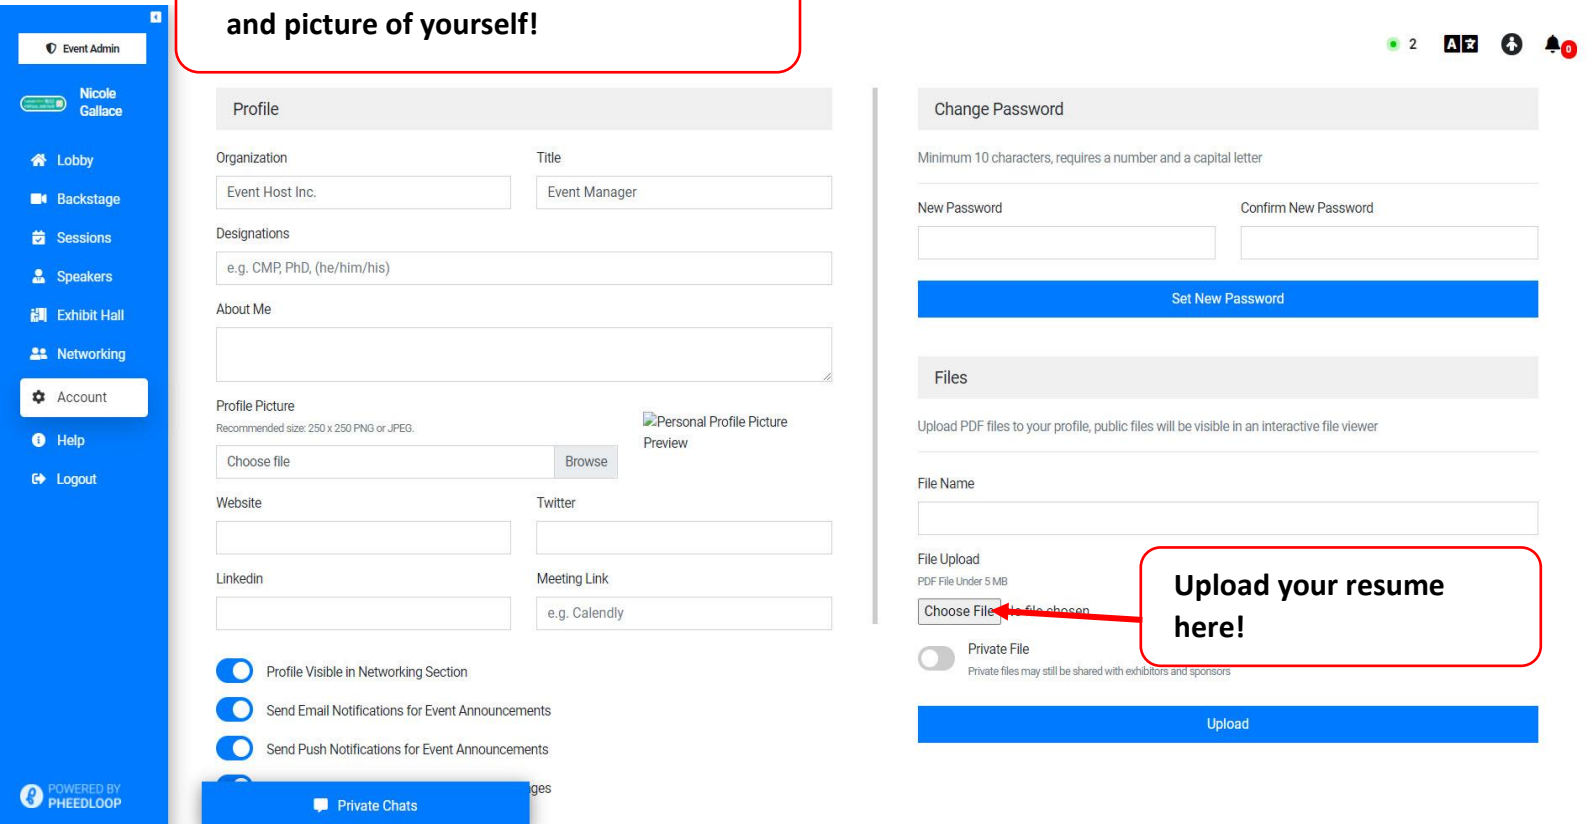 and picture of yourself!
Event Admin
2
A
0
Nicole
Gallace
Lobby
Backstage
Sessions
Speakers
Exhibit Hall
Networking
Account
Help
Logout
POWERED BY
PHEEDLOOP
Profile
Organization
Title
Event Host Inc.
Event Manager
Designations
e.g. CMP, PhD, (he/him/his)
About Me
Profile Picture
Recommended size: 250 x 250 PNG or JPEG.
Choose file
Browse
Personal Profile Picture
Preview
Website
Twitter
Linkedin
Meeting Link
e.g. Calendly
Profile Visible in Networking Section
Send Email Notifications for Event Announcements
Send Push Notifications for Event Announcements
Private Chats
Change Password
Minimum 10 characters, requires a number and a capital letter
New Password
Confirm New Password
Set New Password
Files
Upload PDF files to your profile, public files will be visible in an interactive file viewer
File Name
File Upload
PDF File Under 5 MB
Choose File No file chosen
Upload your resume
here!
Private File
Private files may still be shared with exhibitors and sponsors
Upload